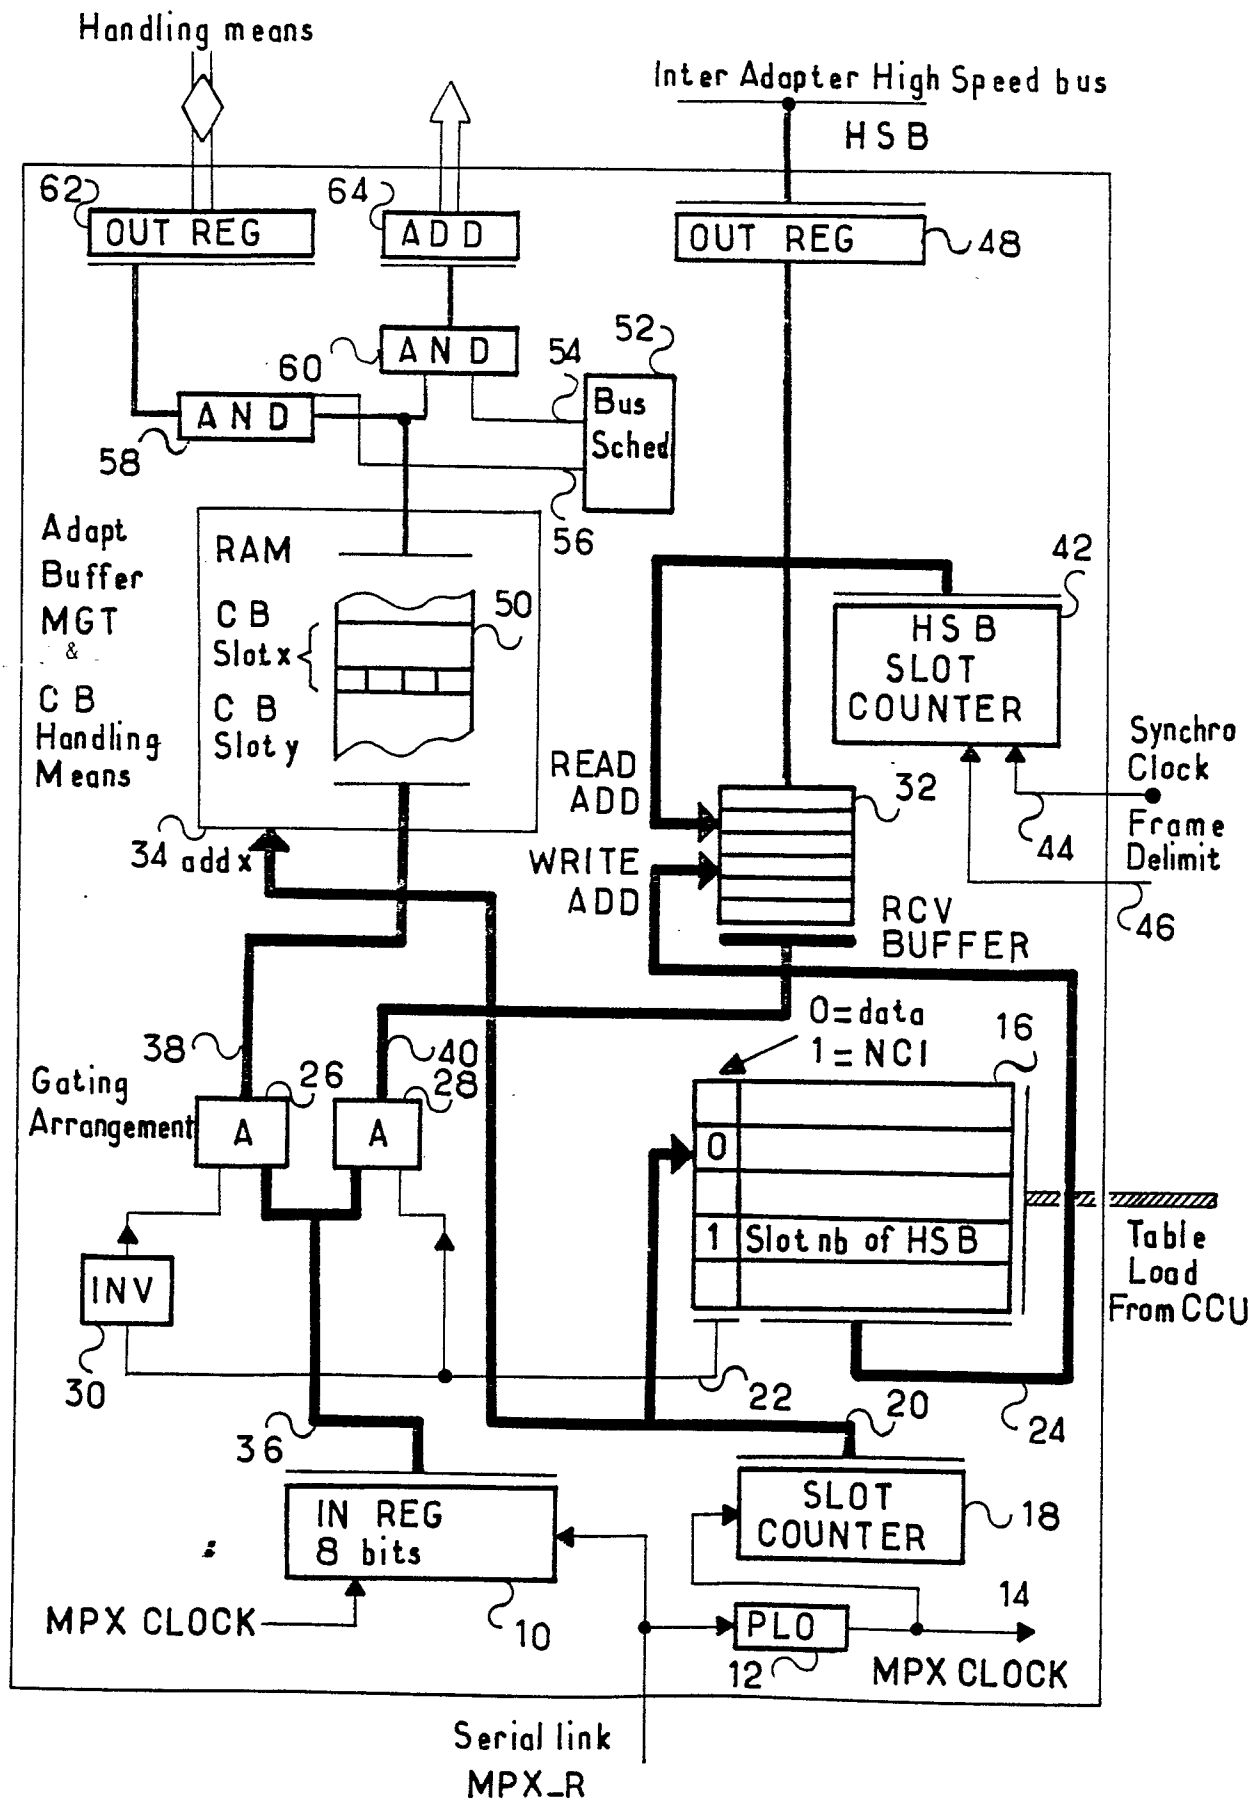 Handling means
Inter Adapter High Speed bus
HSB
62
OUT REG
64
ADD
OUT REG
48
AND
60
54
52
Bus
Sched
AND
58
56
Adapt
Buffer
MGT
&
CB
Handling
Means
RAM
CB
Slotx
50
CB
Sloty
34
addx
42
HSB
SLOT
COUNTER
Synchro
Clock
44
Frame
Delimit
46
READ
ADD
32
WRITE
ADD
RCV
BUFFER
38
40
0=data
1=NCI
16
Gating
Arrangement
26
28
A
A
0
1
Slot nb of HSB
Table
Load
From CCU
INV
30
22
20
24
36
IN REG
8 bits
10
SLOT
COUNTER
18
MPX CLOCK
PLO
12
14
MPX CLOCK
Serial link
MPX_R